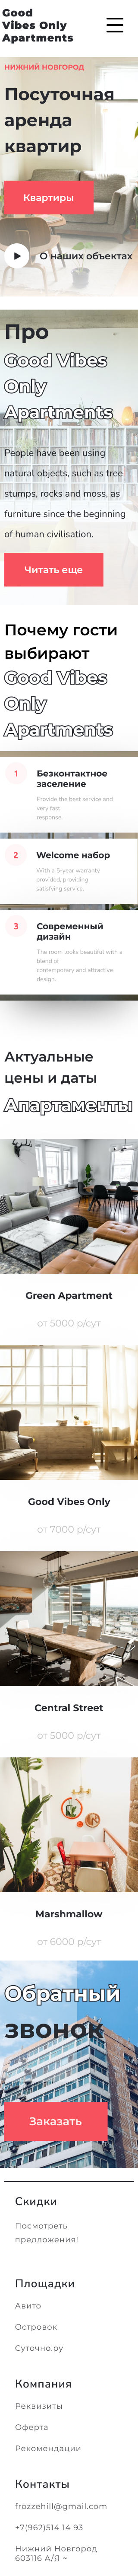 Good
Vibes Only
Apartments
НИЖНИЙ НОВГОРОД
Посуточная
аренда
квартир
Квартиры
О наших объектах
Про
Good Vibes
Only
Apartments
People have been using
natural objects, such as tree
stumps, rocks and moss, as
furniture since the beginning
of human civilisation.
Читать еще
Почему гости
выбирают
Good Vibes
Only
Apartments
1
Безконтактное
заселение
Provide the best service and
very fast
response.
2
Welcome набор
With a 5-year warranty
provided, providing
satisfying service.
3
Современный
дизайн
The room looks beautiful with a
blend of
contemporary and attractive
design.
Актуальные
цены и даты
Апартаменты
Green Apartment
от 5000 р/сут
Good Vibes Only
от 7000 р/сут
Central Street
от 5000 р/сут
Marshmallow
от 6000 р/сут
Обратный
звонок
Заказать
Скидки
Посмотреть
предложения!
Площадки
Авито
Островок
Суточно.ру
Компания
Реквизиты
Оферта
Рекомендации
Контакты
frozzehill@gmail.com
+7(962)514 14 93
Нижний Новгород
603116 А/Я –